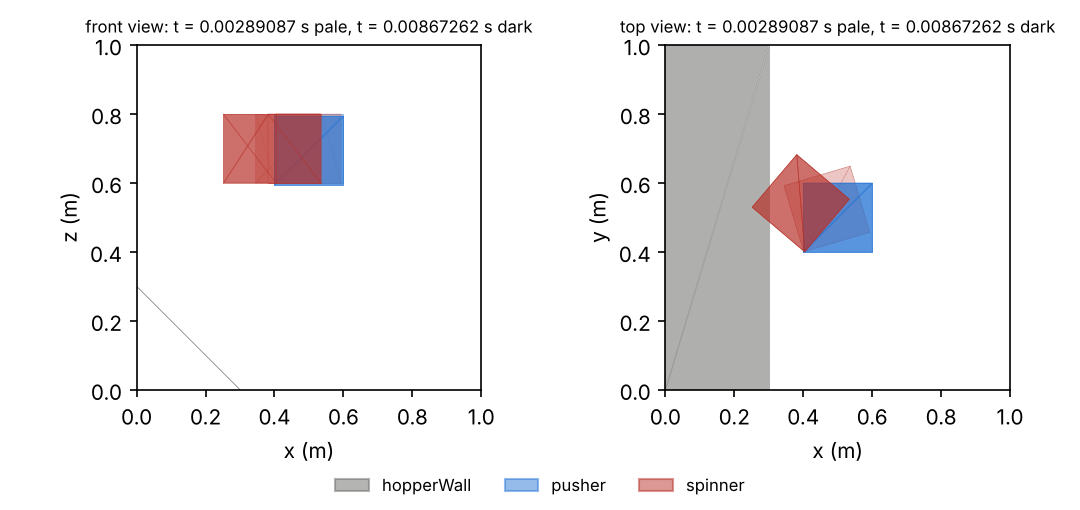 front view: t = 0.00289087 s pale, t = 0.00867262 s dark
top view: t = 0.00289087 s pale, t = 0.00867262 s dark
1.0
0.8
0.6
0.4
0.2
0.0
z (m)
0.0 0.2 0.4 0.6 0.8 1.0
x (m)
1.0
0.8
0.6
0.4
0.2
0.0
y (m)
0.0 0.2 0.4 0.6 0.8 1.0
x (m)
hopperWall pusher spinner